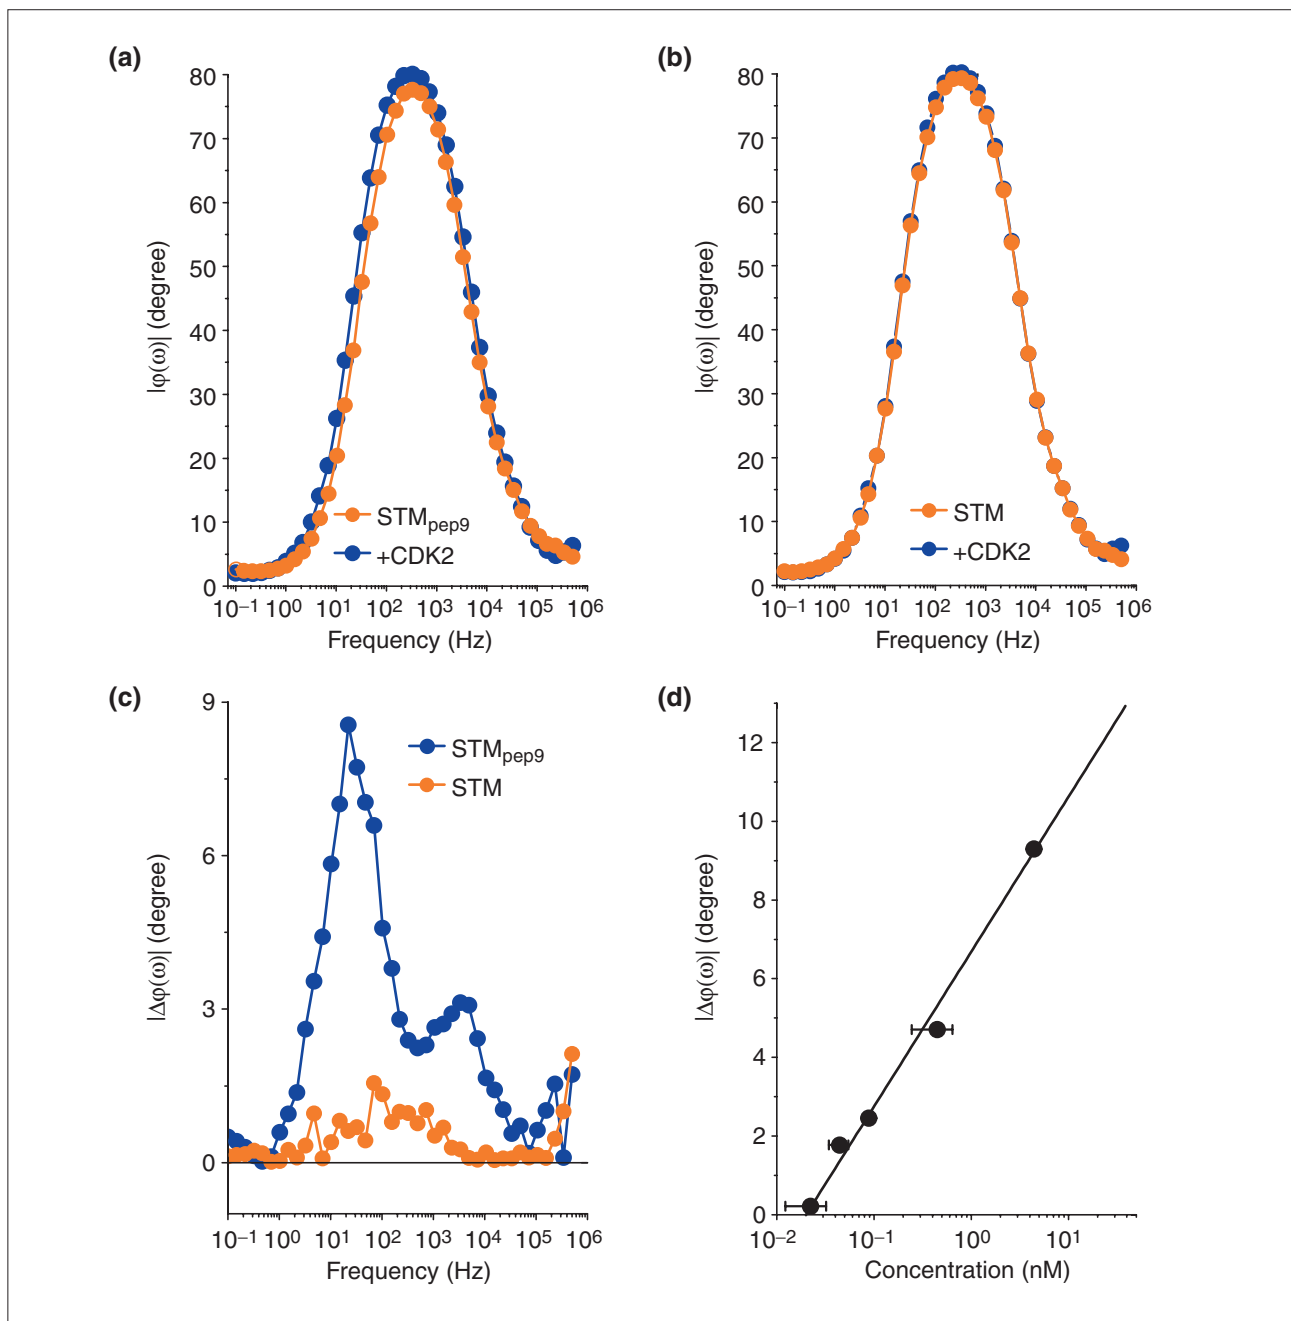 (a)
80
70
60
50
40
30
20
10
0
|φ(ω)| (degree)
STMpep9
+CDK2
10−1 100 101 102 103 104 105 106
Frequency (Hz)
(b)
80
70
60
50
40
30
20
10
0
|φ(ω)| (degree)
STM
+CDK2
10−1 100 101 102 103 104 105 106
Frequency (Hz)
(c)
9
6
3
0
|Δφ(ω)| (degree)
STMpep9
STM
10−1 100 101 102 103 104 105 106
Frequency (Hz)
(d)
12
10
8
6
4
2
0
|Δφ(ω)| (degree)
10−2 10−1 100 101
Concentration (nM)